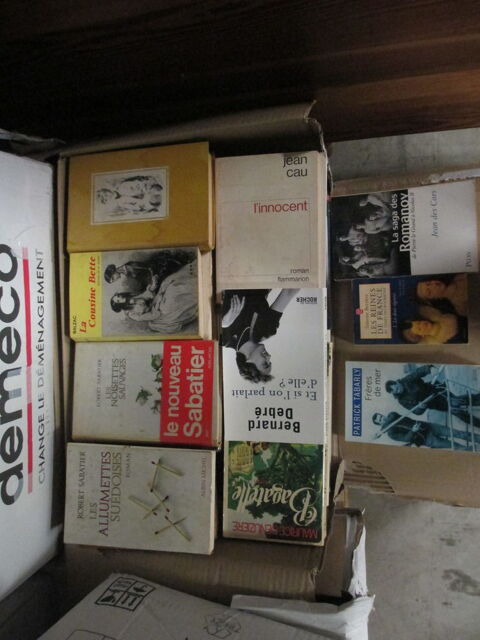 demeco
CHANGE LE DÉMÉNAGEMENT
BALZAC
La
Cousine Bette
ROBERT SABATIER
LES
NOISETTES
SAUVAGES
le nouveau
Sabatier
ROBERT SABATIER
LES
ALLUMETTES
SUÉDOISES
ROMAN
ALBIN MICHEL
jean
cau
l'innocent
roman
flammarion
ROCHER
Et si l'on parlait
d'elle
Bernard
Debré
Bagatelle
MAURICE DENUZIÈRE
La saga des
Romanov
Jean des Cars
PLON
LES REINES
DE FRANCE
PATRICK TABARLY
Frères
de mer